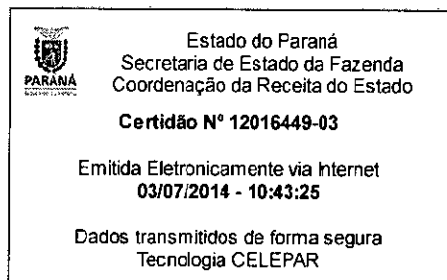 Estado do Paraná
Secretaria de Estado da Fazenda
Coordenação da Receita do Estado
PARANÁ
Certidão Nº 12016449-03
Emitida Eletronicamente via Internet
03/07/2014 - 10:43:25
Dados transmitidos de forma segura
Tecnologia CELEPAR